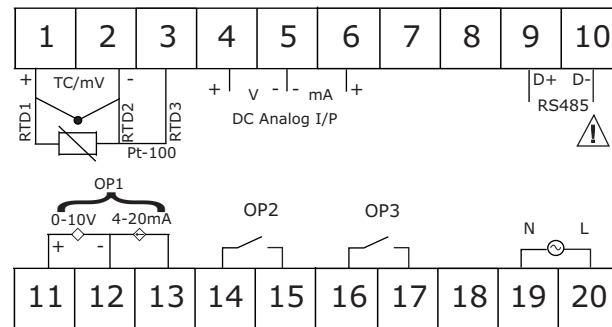 1 2 3 4 5 6 7 8 9 10
+ TC/mV - + V - - mA + D+ D-
DC Analog I/P RS485
RTD1 RTD2 RTD3
Pt-100
OP1
0-10V 4-20mA OP2 OP3 N L
+ -
11 12 13 14 15 16 17 18 19 20